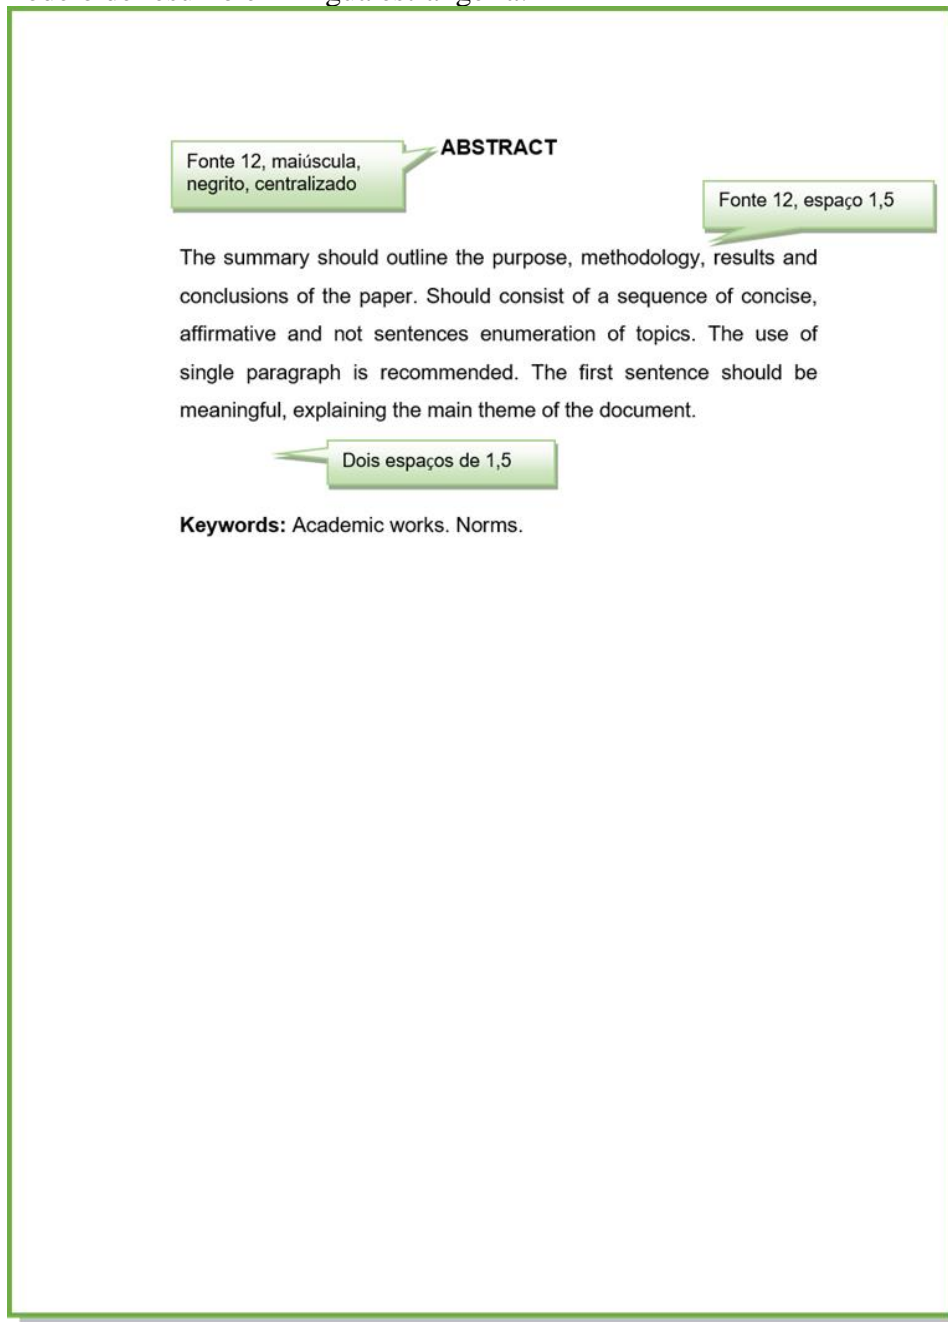 ABSTRACT
Fonte 12, maiúscula,
negrito, centralizado
Fonte 12, espaço 1,5
The summary should outline the purpose, methodology, results and
conclusions of the paper. Should consist of a sequence of concise,
affirmative and not sentences enumeration of topics. The use of
single paragraph is recommended. The first sentence should be
meaningful, explaining the main theme of the document.
Dois espaços de 1,5
Keywords: Academic works. Norms.